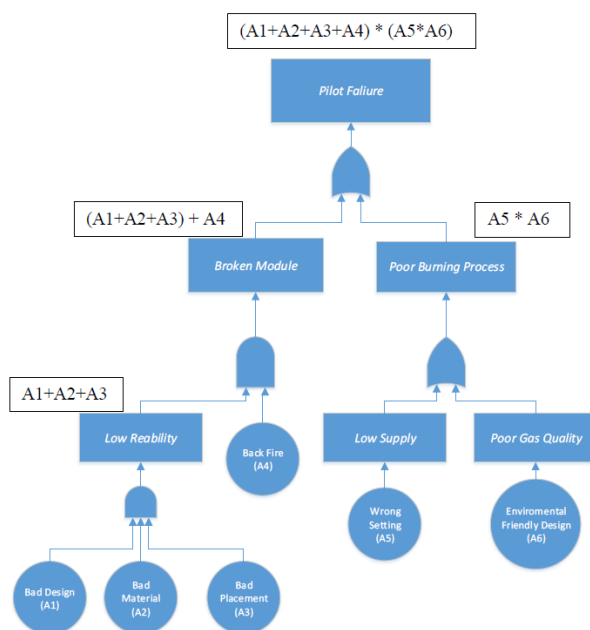 (A1+A2+A3+A4) * (A5*A6)
Pilot Faliure
(A1+A2+A3) + A4
A5 * A6
Broken Module
Poor Burning Process
A1+A2+A3
Low Reability
Back Fire
(A4)
Low Supply
Poor Gas Quality
Wrong
Setting
(A5)
Enviromental
Friendly Design
(A6)
Bad Design
(A1)
Bad
Material
(A2)
Bad
Placement
(A3)